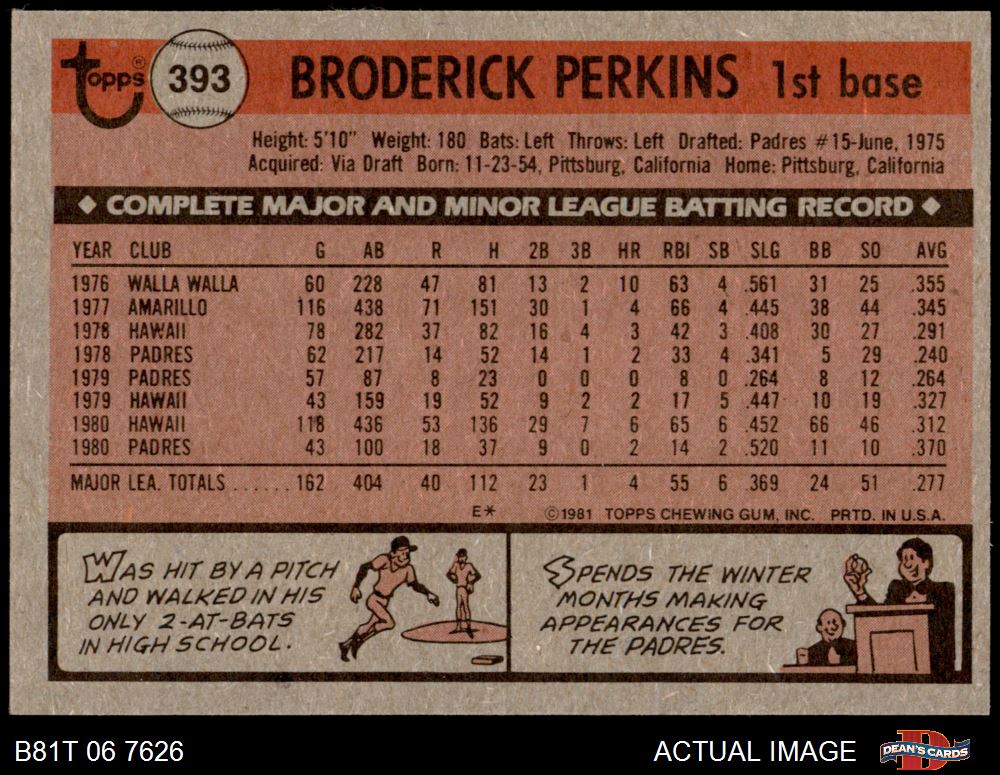 Topps® 393 BRODERICK PERKINS 1st base
Height: 5'10" Weight: 180 Bats: Left Throws: Left Drafted: Padres #15-June, 1975
Acquired: Via Draft Born: 11-23-54, Pittsburg, California Home: Pittsburg, California
◆ COMPLETE MAJOR AND MINOR LEAGUE BATTING RECORD ◆
YEAR CLUB G AB R H 2B 3B HR RBI SB SLG BB SO AVG
1976 WALLA WALLA 60 228 47 81 13 2 10 63 4 .561 31 25 .355
1977 AMARILLO 116 438 71 151 30 1 4 66 4 .445 38 44 .345
1978 HAWAII 78 282 37 82 16 4 3 42 3 .408 30 27 .291
1978 PADRES 62 217 14 52 14 1 2 33 4 .341 5 29 .240
1979 PADRES 57 87 8 23 0 0 0 8 0 .264 8 12 .264
1979 HAWAII 43 159 19 52 9 2 2 17 5 .447 10 19 .327
1980 HAWAII 118 436 53 136 29 7 6 65 6 .452 66 46 .312
1980 PADRES 43 100 18 37 9 0 2 14 2 .520 11 10 .370
MAJOR LEA. TOTALS ...... 162 404 40 112 23 1 4 55 6 .369 24 51 .277
E* ©1981 TOPPS CHEWING GUM, INC. PRTD. IN U.S.A.
WAS HIT BY A PITCH
AND WALKED IN HIS
ONLY 2-AT-BATS
IN HIGH SCHOOL.
SPENDS THE WINTER
MONTHS MAKING
APPEARANCES FOR
THE PADRES.
B81T 06 7626 ACTUAL IMAGE DEAN'S CARDS